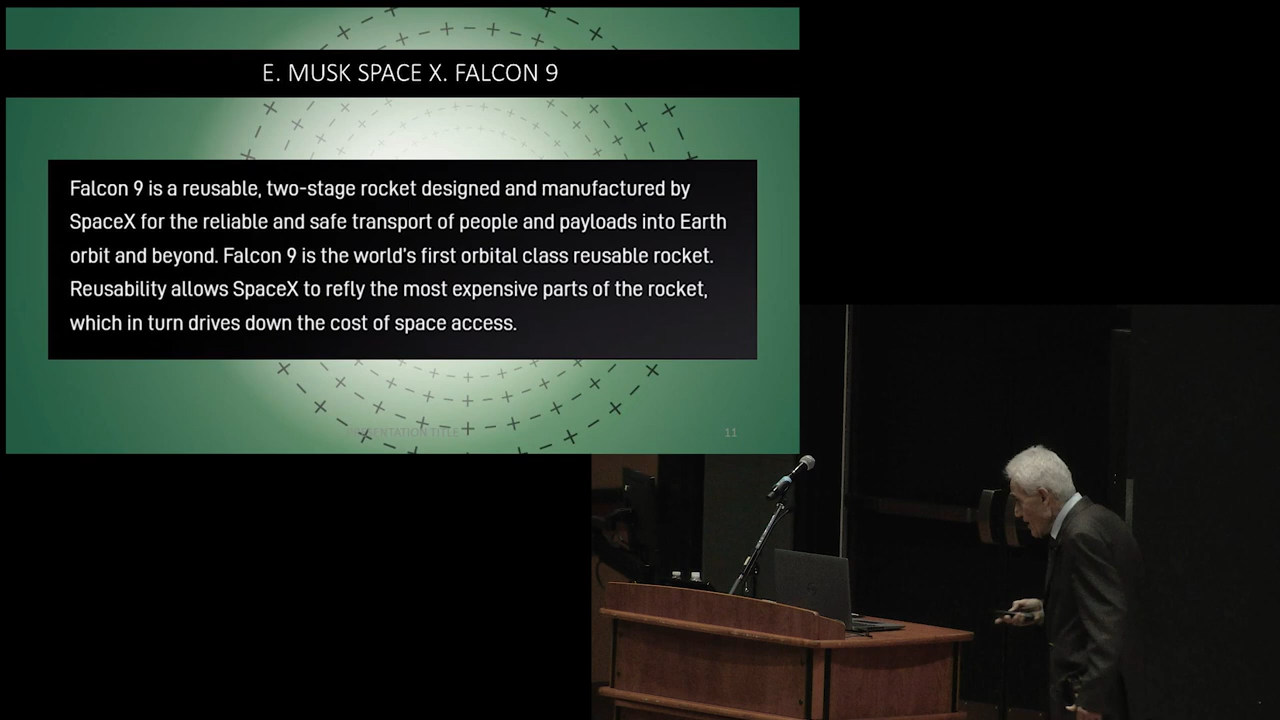 E. MUSK SPACE X. FALCON 9
Falcon 9 is a reusable, two-stage rocket designed and manufactured by
SpaceX for the reliable and safe transport of people and payloads into Earth
orbit and beyond. Falcon 9 is the world's first orbital class reusable rocket.
Reusability allows SpaceX to refly the most expensive parts of the rocket,
which in turn drives down the cost of space access.
PRESENTATION TITLE
11